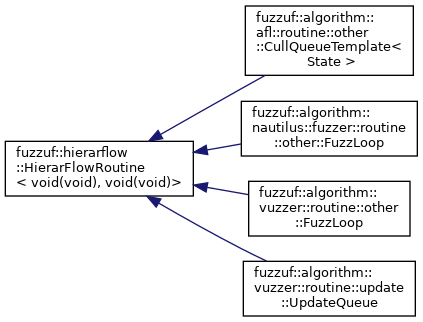 fuzzuf::algorithm::
afl::routine::other
::CullQueueTemplate<
State >
fuzzuf::algorithm::
nautilus::fuzzer::routine
::other::FuzzLoop
fuzzuf::hierarflow
::HierarFlowRoutine
< void(void), void(void)>
fuzzuf::algorithm::
vuzzer::routine::other
::FuzzLoop
fuzzuf::algorithm::
vuzzer::routine::update
::UpdateQueue